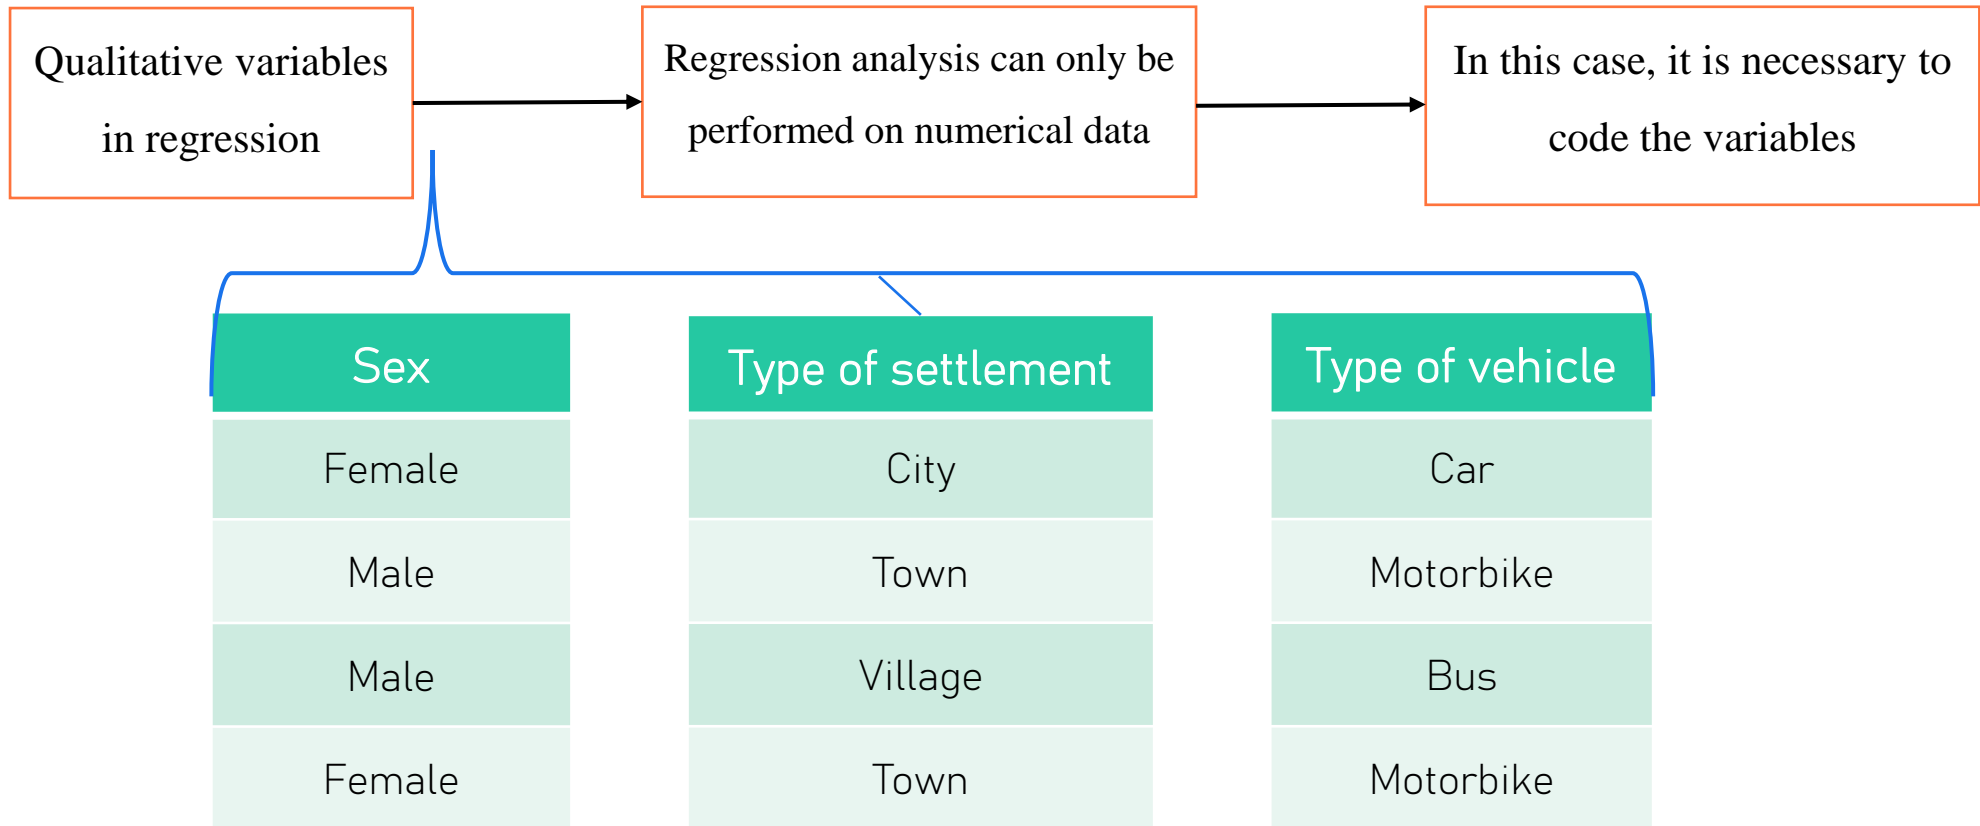 Qualitative variables
in regression
Regression analysis can only be
performed on numerical data
In this case, it is necessary to
code the variables
Sex
Female
Male
Male
Female
Type of settlement
City
Town
Village
Town
Type of vehicle
Car
Motorbike
Bus
Motorbike